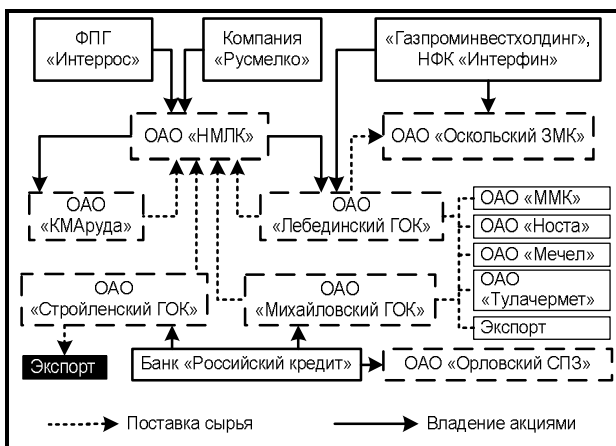 ФПГ
«Интеррос»
Компания
«Русмелко»
«Газпроминвестхолдинг»,
НФК «Интерфин»
ОАО «НМЛК»
ОАО «Оскольский ЗМК»
ОАО
«КМАруда»
ОАО
«Лебединский ГОК»
ОАО «ММК»
ОАО «Носта»
ОАО «Мечел»
ОАО
«Тулачермет»
Экспорт
ОАО
«Стройленский ГОК»
ОАО
«Михайловский ГОК»
Экспорт
Банк «Российский кредит»
ОАО «Орловский СПЗ»
Поставка сырья
Владение акциями